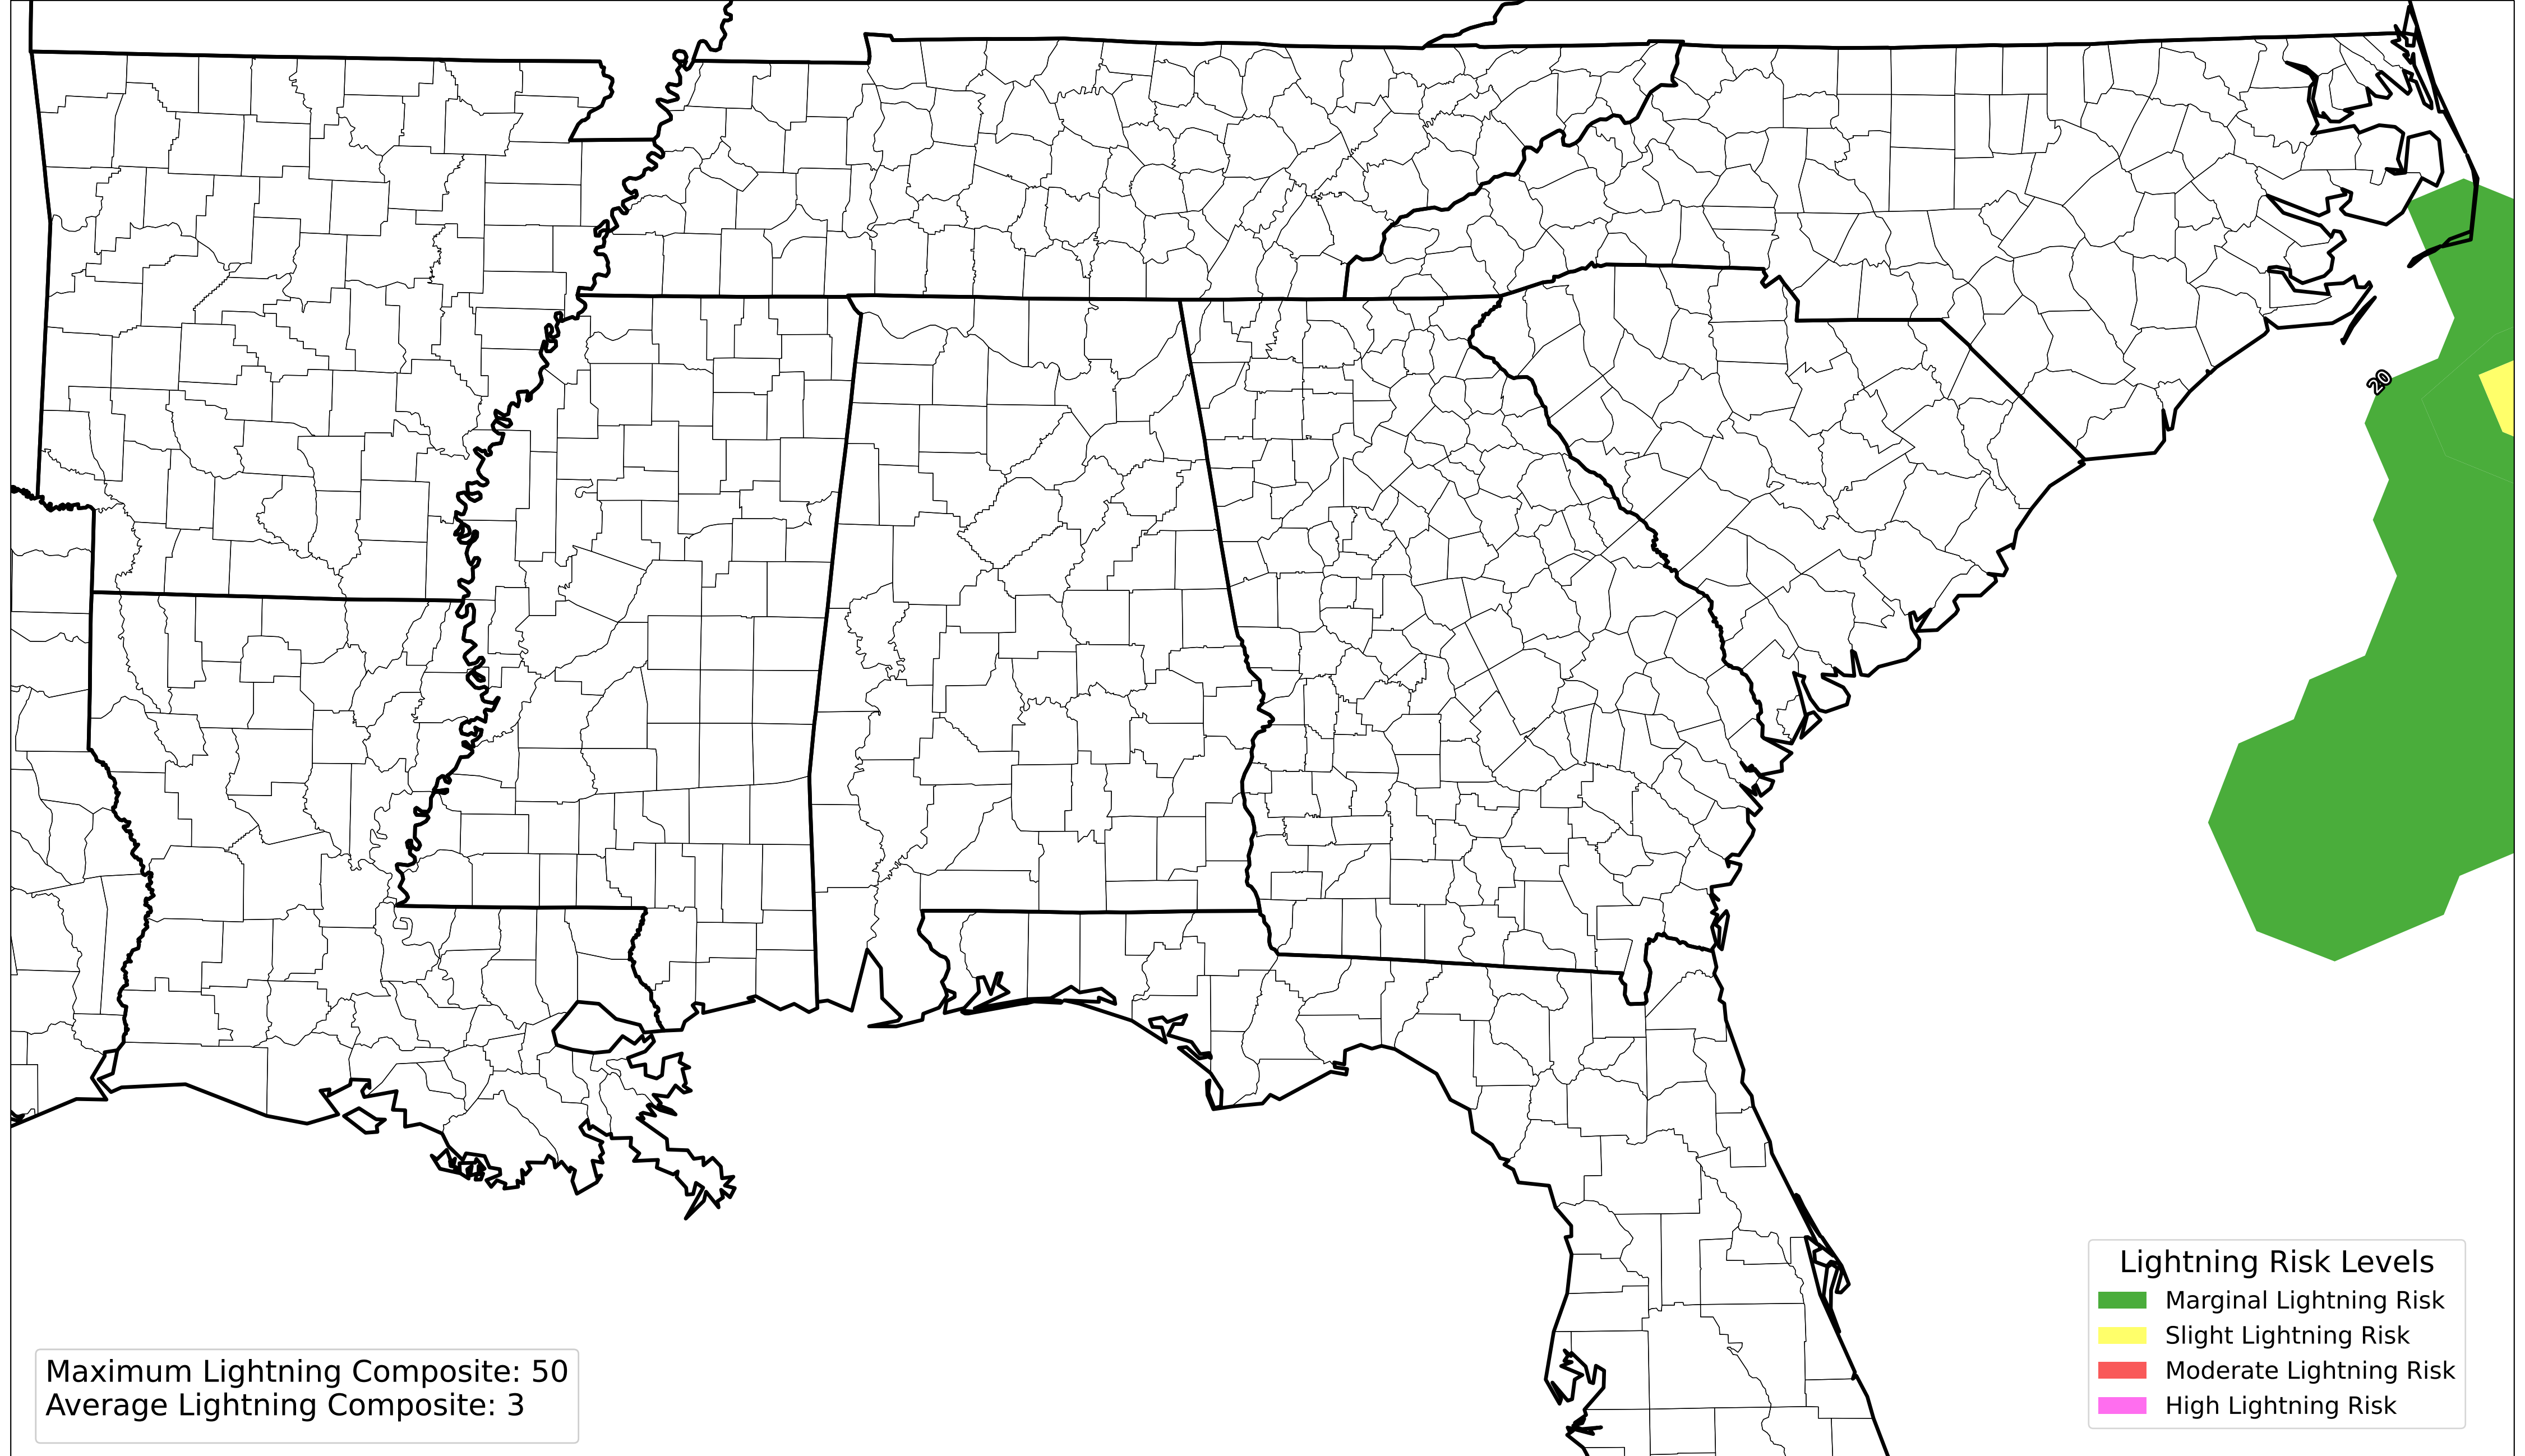 20
Lightning Risk Levels
Marginal Lightning Risk
Slight Lightning Risk
Moderate Lightning Risk
High Lightning Risk
Maximum Lightning Composite: 50
Average Lightning Composite: 3